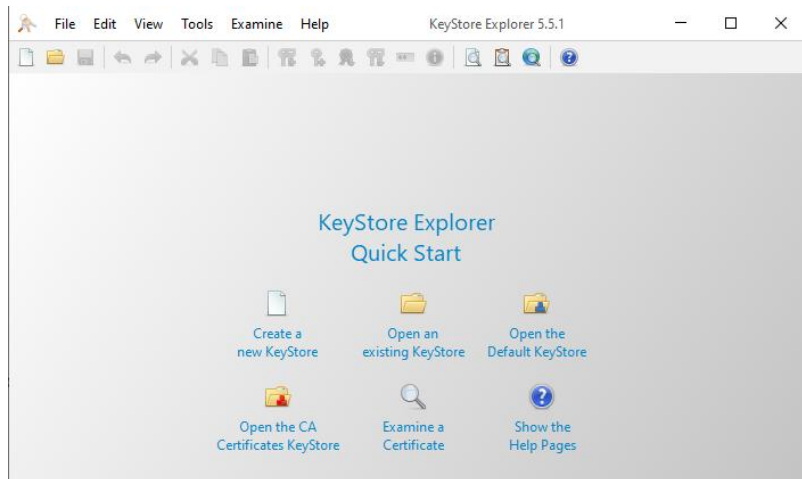 File Edit View Tools Examine Help KeyStore Explorer 5.5.1
KeyStore Explorer
Quick Start
Create a
new KeyStore
Open an
existing KeyStore
Open the
Default KeyStore
Open the CA
Certificates KeyStore
Examine a
Certificate
Show the
Help Pages